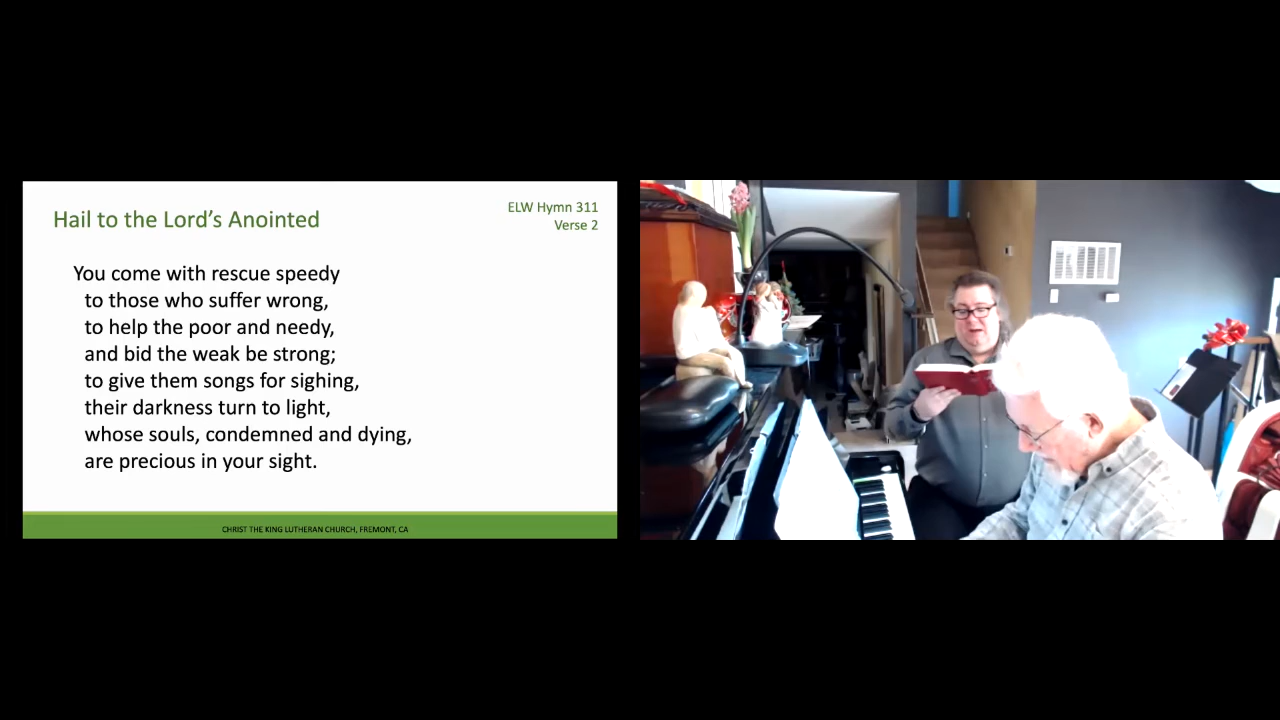 Hail to the Lord's Anointed
ELW Hymn 311
Verse 2
You come with rescue speedy
to those who suffer wrong,
to help the poor and needy,
and bid the weak be strong;
to give them songs for sighing,
their darkness turn to light,
whose souls, condemned and dying,
are precious in your sight.
CHRIST THE KING LUTHERAN CHURCH, FREMONT, CA